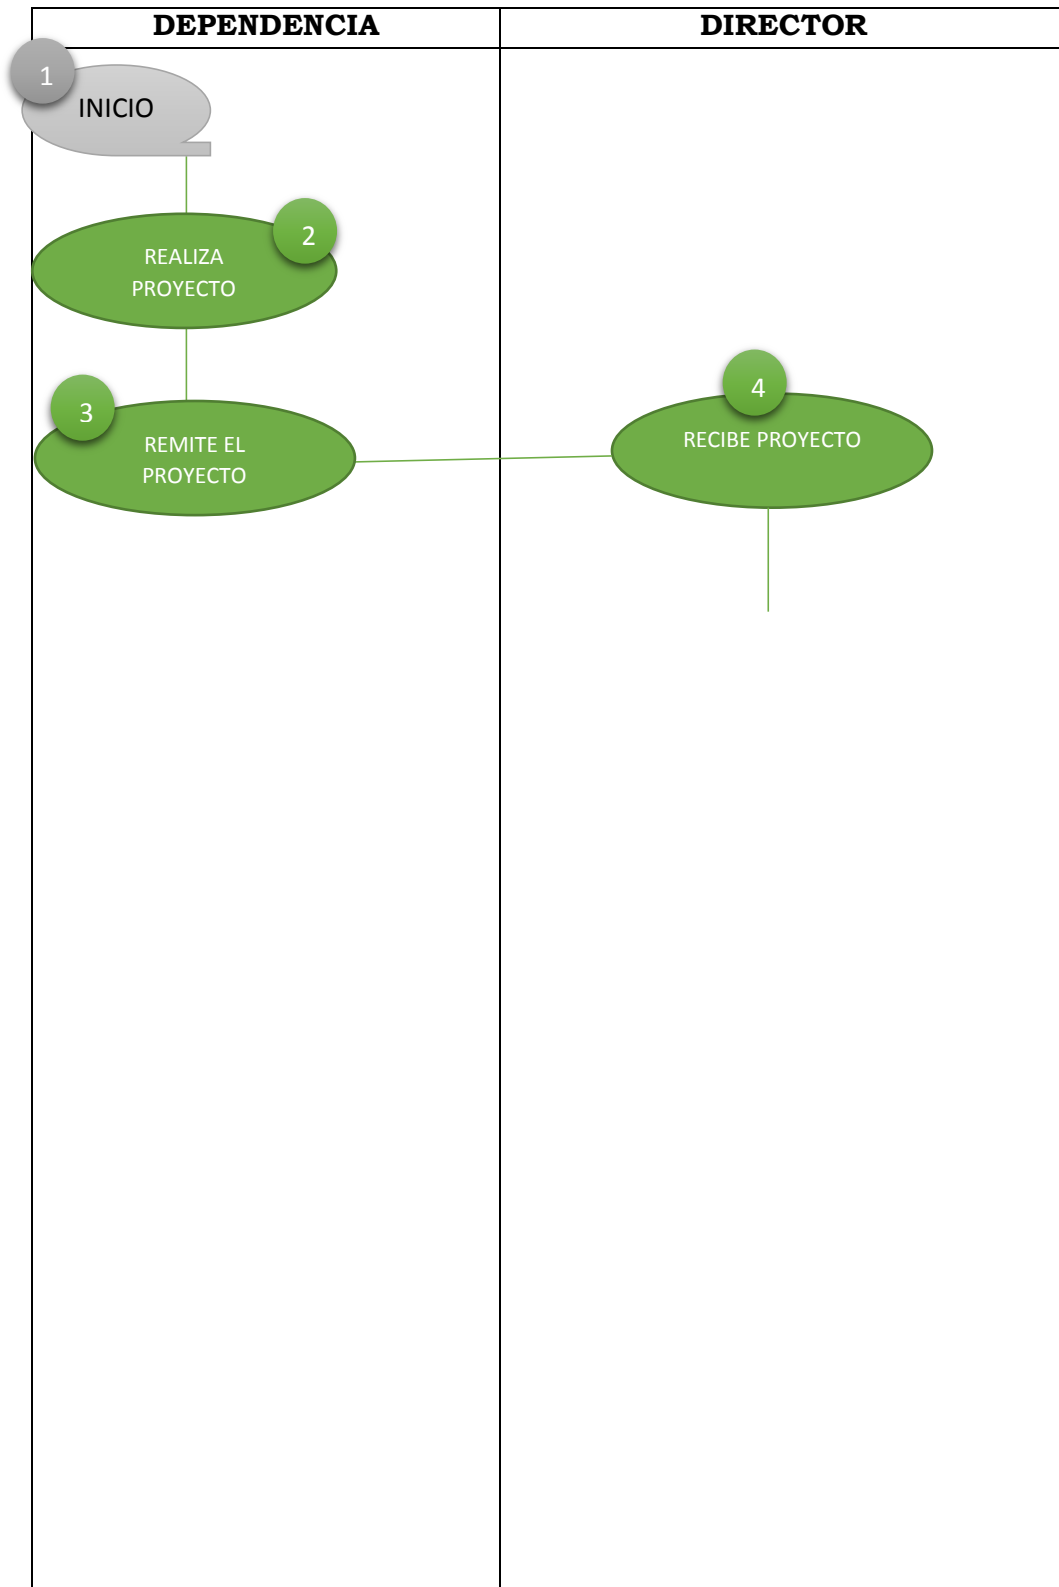 DEPENDENCIA
DIRECTOR
1
INICIO
2
REALIZA
PROYECTO
3
REMITE EL
PROYECTO
4
RECIBE PROYECTO